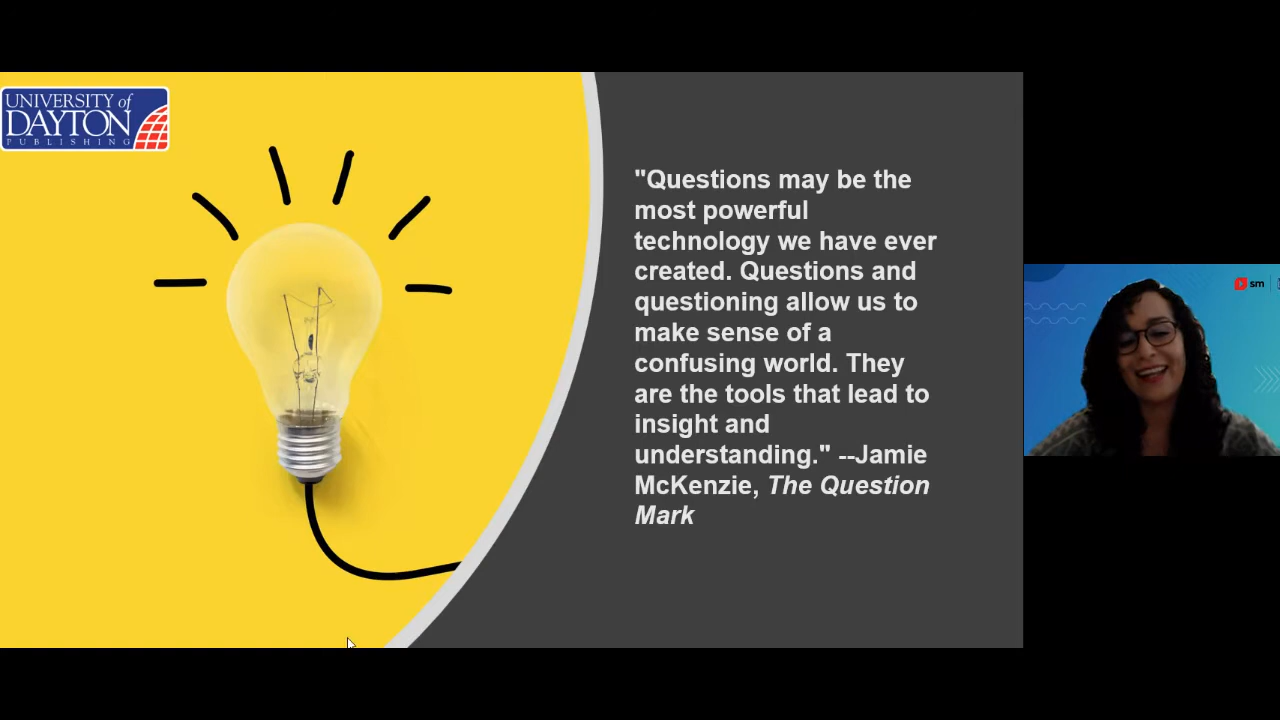 UNIVERSITY of
DAYTON
PUBLISHING
"Questions may be the
most powerful
technology we have ever
created. Questions and
questioning allow us to
make sense of a
confusing world. They
are the tools that lead to
insight and
understanding." --Jamie
McKenzie, The Question
Mark
sm